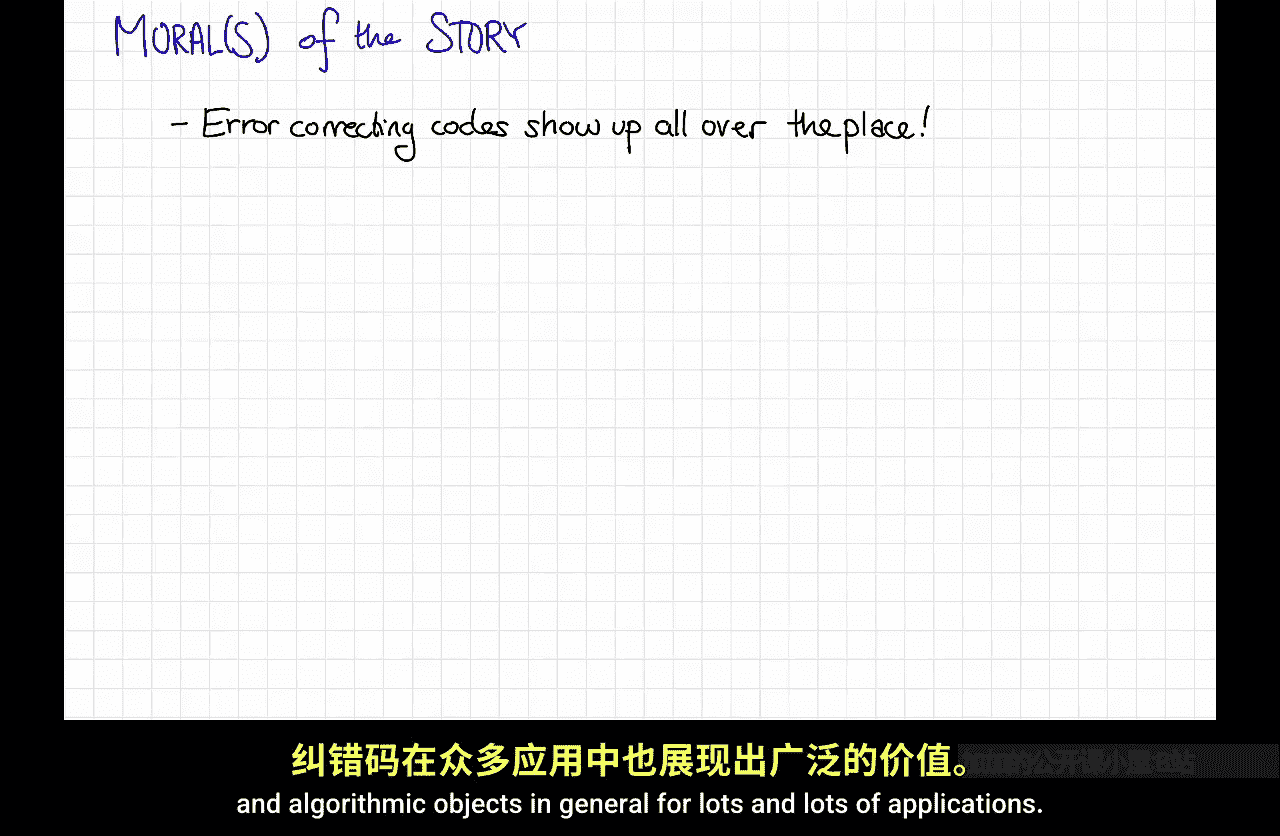 MORAL(S) of the STORY
- Error correcting codes show up all over the place!
纠错码在众多应用中也展现出广泛的价值。
and algorithmic objects in general for lots and lots of applications.